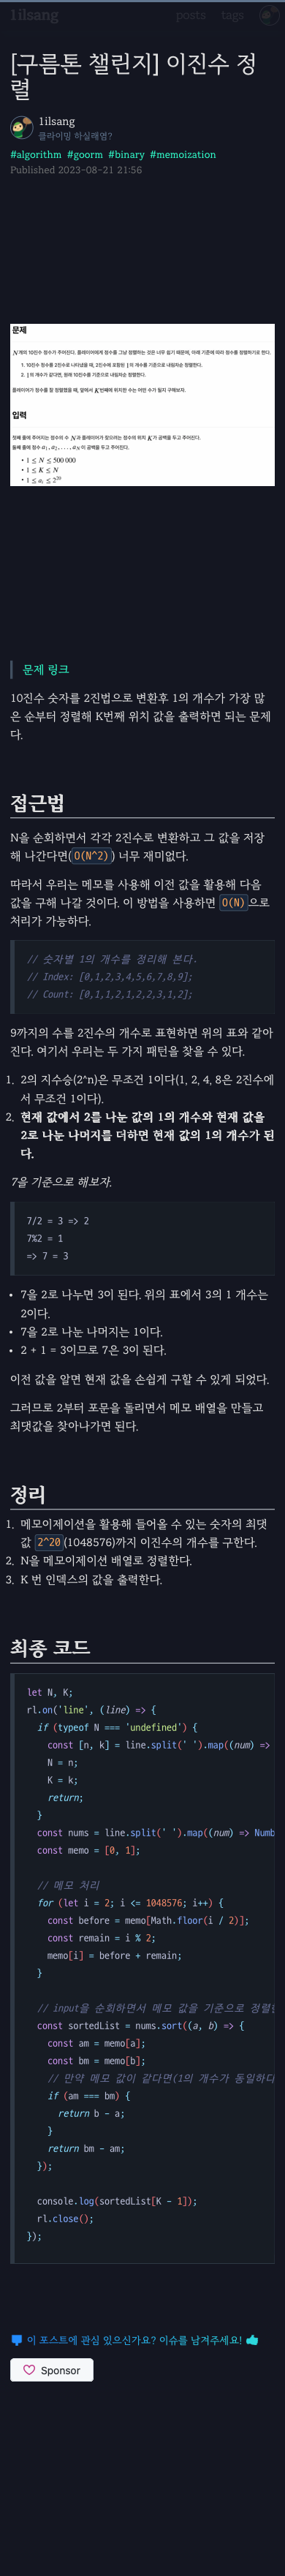 1ilsang
posts tags
[구름톤 챌린지] 이진수 정
렬
1ilsang
클라이밍 하실래염?
#algorithm #goorm #binary #memoization
Published 2023-08-21 21:56
문제
N개의 10진수 정수가 주어진다. 플레이어에게 정수를 그냥 정렬하는 것은 너무 쉽기 때문에, 아래 기준에 따라 정수를 정렬하기로 한다.
1. 10진수 정수를 2진수로 나타냈을 때, 2진수에 포함된 1의 개수를 기준으로 내림차순 정렬한다.
2. 1의 개수가 같다면, 원래 10진수를 기준으로 내림차순 정렬한다.
플레이어가 정수를 잘 정렬했을 때, 앞에서 K번째에 위치한 수는 어떤 수가 될지 구해보자.
입력
첫째 줄에 주어지는 정수의 수 N과 플레이어가 찾으려는 정수의 위치 K가 공백을 두고 주어진다.
둘째 줄에 정수 a₁, a₂, . . . , aₙ 이 공백을 두고 주어진다.
• 1 ≤ N ≤ 500 000
• 1 ≤ K ≤ N
• 1 ≤ aᵢ ≤ 2²⁰
문제 링크
10진수 숫자를 2진법으로 변환후 1의 개수가 가장 많
은 순부터 정렬해 K번째 위치 값을 출력하면 되는 문제
다.
접근법
N을 순회하면서 각각 2진수로 변환하고 그 값을 저장
해 나간다면(O(N^2)) 너무 재미없다.
따라서 우리는 메모를 사용해 이전 값을 활용해 다음
값을 구해 나갈 것이다. 이 방법을 사용하면 O(N)으로
처리가 가능하다.
// 숫자별 1의 개수를 정리해 본다.
// Index: [0,1,2,3,4,5,6,7,8,9];
// Count: [0,1,1,2,1,2,2,3,1,2];
9까지의 수를 2진수의 개수로 표현하면 위의 표와 같아
진다. 여기서 우리는 두 가지 패턴을 찾을 수 있다.
1. 2의 지수승(2^n)은 무조건 1이다(1, 2, 4, 8은 2진수에
서 무조건 1이다).
2. 현재 값에서 2를 나눈 값의 1의 개수와 현재 값을
2로 나눈 나머지를 더하면 현재 값의 1의 개수가 된
다.
7을 기준으로 해보자.
7/2 = 3 => 2
7%2 = 1
=> 7 = 3
• 7을 2로 나누면 3이 된다. 위의 표에서 3의 1 개수는
2이다.
• 7을 2로 나눈 나머지는 1이다.
• 2 + 1 = 3이므로 7은 3이 된다.
이전 값을 알면 현재 값을 손쉽게 구할 수 있게 되었다.
그러므로 2부터 포문을 돌리면서 메모 배열을 만들고
최댓값을 찾아나가면 된다.
정리
1. 메모이제이션을 활용해 들어올 수 있는 숫자의 최댓
값 2^20(1048576)까지 이진수의 개수를 구한다.
2. N을 메모이제이션 배열로 정렬한다.
3. K 번 인덱스의 값을 출력한다.
최종 코드
let N, K;
rl.on('line', (line) => {
if (typeof N === 'undefined') {
const [n, k] = line.split(' ').map((num) =>
N = n;
K = k;
return;
}
const nums = line.split(' ').map((num) => Numb
const memo = [0, 1];
// 메모 처리
for (let i = 2; i <= 1048576; i++) {
const before = memo[Math.floor(i / 2)];
const remain = i % 2;
memo[i] = before + remain;
}
// input을 순회하면서 메모 값을 기준으로 정렬한
const sortedList = nums.sort((a, b) => {
const am = memo[a];
const bm = memo[b];
// 만약 메모 값이 같다면(1의 개수가 동일하다
if (am === bm) {
return b - a;
}
return bm - am;
});
console.log(sortedList[K - 1]);
rl.close();
});
이 포스트에 관심 있으신가요? 이슈를 남겨주세요!
Sponsor